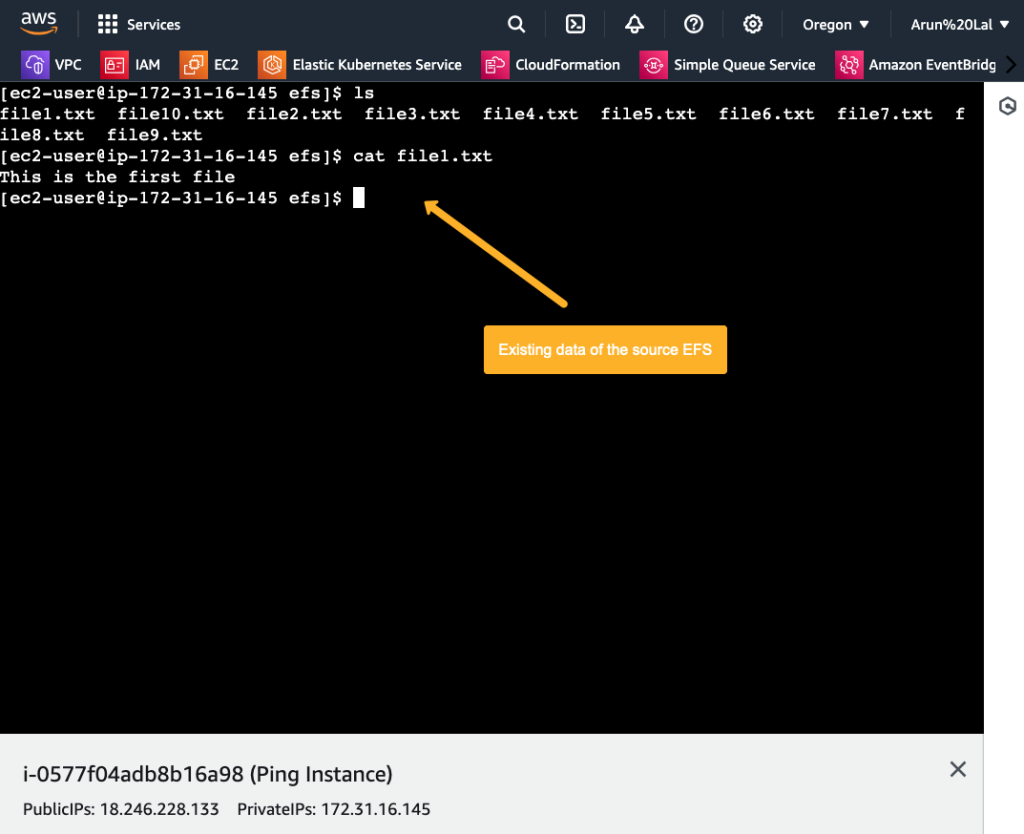 aws Services Oregon Arun%20Lal
VPC IAM EC2 Elastic Kubernetes Service CloudFormation Simple Queue Service Amazon EventBridg
[ec2-user@ip-172-31-16-145 efs]$ ls
file1.txt file10.txt file2.txt file3.txt file4.txt file5.txt file6.txt file7.txt f
ile8.txt file9.txt
[ec2-user@ip-172-31-16-145 efs]$ cat file1.txt
This is the first file
[ec2-user@ip-172-31-16-145 efs]$
Existing data of the source EFS
i-0577f04adb8b16a98 (Ping Instance)
PublicIPs: 18.246.228.133 PrivateIPs: 172.31.16.145